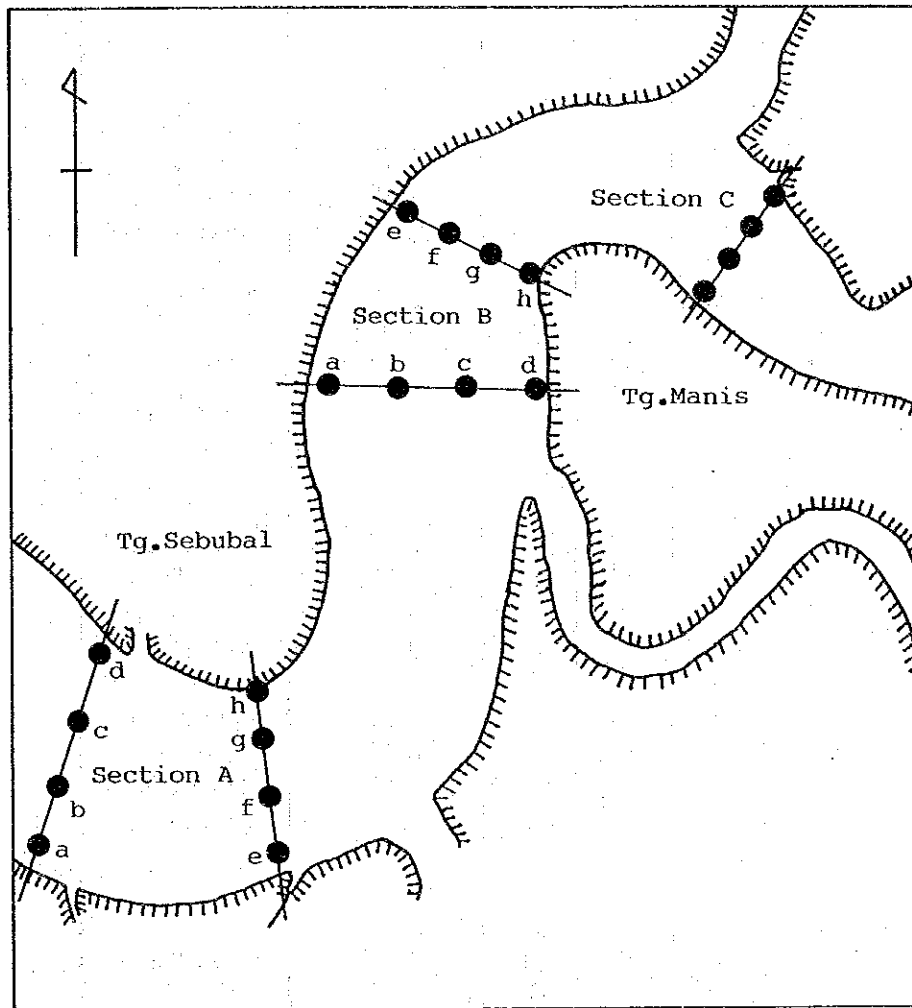 Section C
e
f
g
h
Section B
a
b
c
d
Tg.Manis
Tg.Sebubal
d
h
c
g
Section A
b
f
a
e